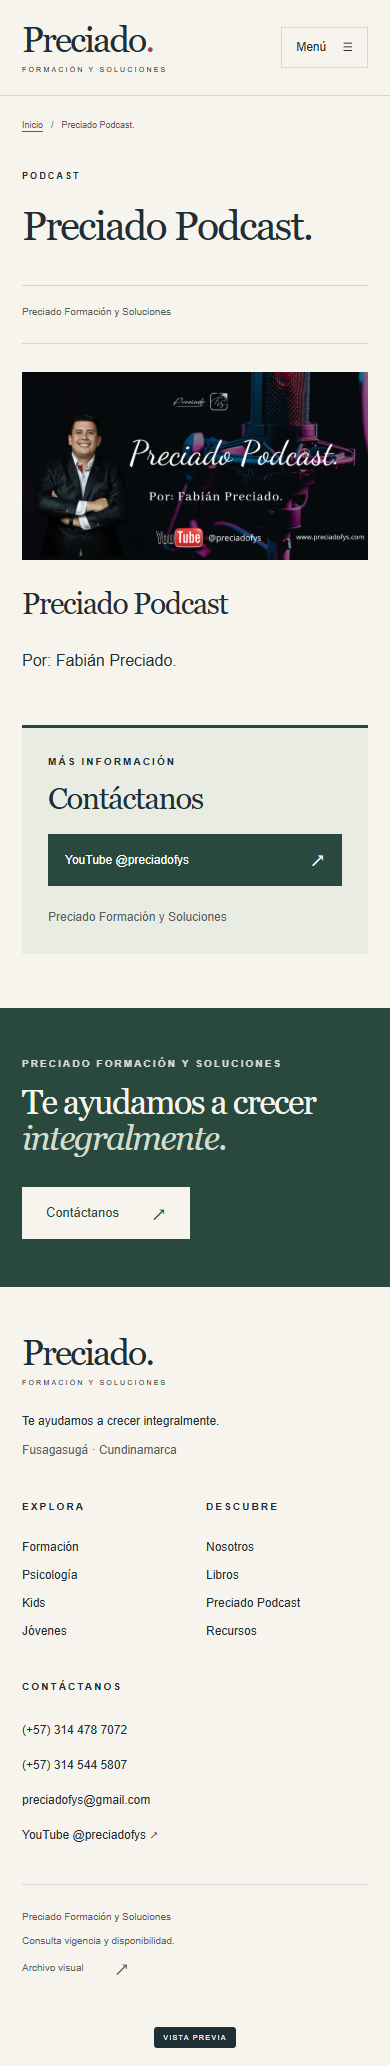 Preciado.
FORMACIÓN Y SOLUCIONES
Menú
Inicio / Preciado Podcast.
PODCAST
Preciado Podcast.
Preciado Formación y Soluciones
Preciado
Preciado Podcast.
Por: Fabián Preciado.
YouTube @preciadofys
www.preciadofys.com
Preciado Podcast
Por: Fabián Preciado.
MÁS INFORMACIÓN
Contáctanos
YouTube @preciadofys ↗
Preciado Formación y Soluciones
PRECIADO FORMACIÓN Y SOLUCIONES
Te ayudamos a crecer
integralmente.
Contáctanos ↗
Preciado.
FORMACIÓN Y SOLUCIONES
Te ayudamos a crecer integralmente.
Fusagasugá · Cundinamarca
EXPLORA
Formación
Psicología
Kids
Jóvenes
DESCUBRE
Nosotros
Libros
Preciado Podcast
Recursos
CONTÁCTANOS
(+57) 314 478 7072
(+57) 314 544 5807
preciadofys@gmail.com
YouTube @preciadofys ↗
Preciado Formación y Soluciones
Consulta vigencia y disponibilidad.
Archivo visual ↗
VISTA PREVIA